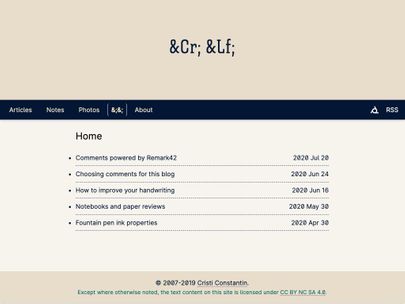 &Cr; &Lf;
Articles Notes Photos &;&; About RSS
Home
Comments powered by Remark42 2020 Jul 20
Choosing comments for this blog 2020 Jun 24
How to improve your handwriting 2020 Jun 16
Notebooks and paper reviews 2020 May 30
Fountain pen ink properties 2020 Apr 30
© 2007-2019 Cristi Constantin.
Except where otherwise noted, the text content on this site is licensed under CC BY NC SA 4.0.